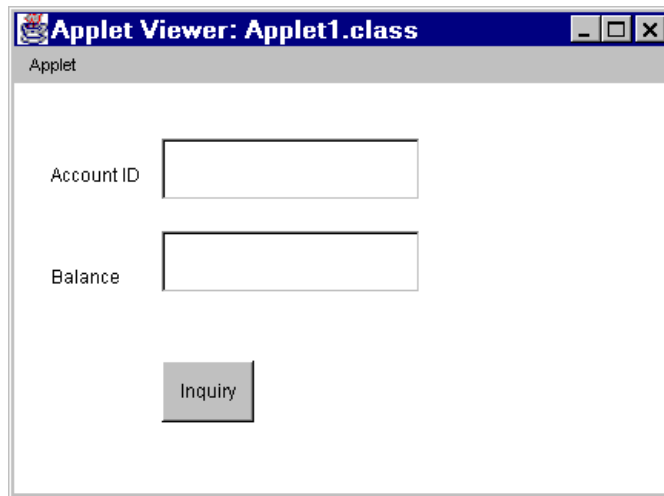 Applet Viewer: Applet1.class
Applet
Account ID
Balance
Inquiry